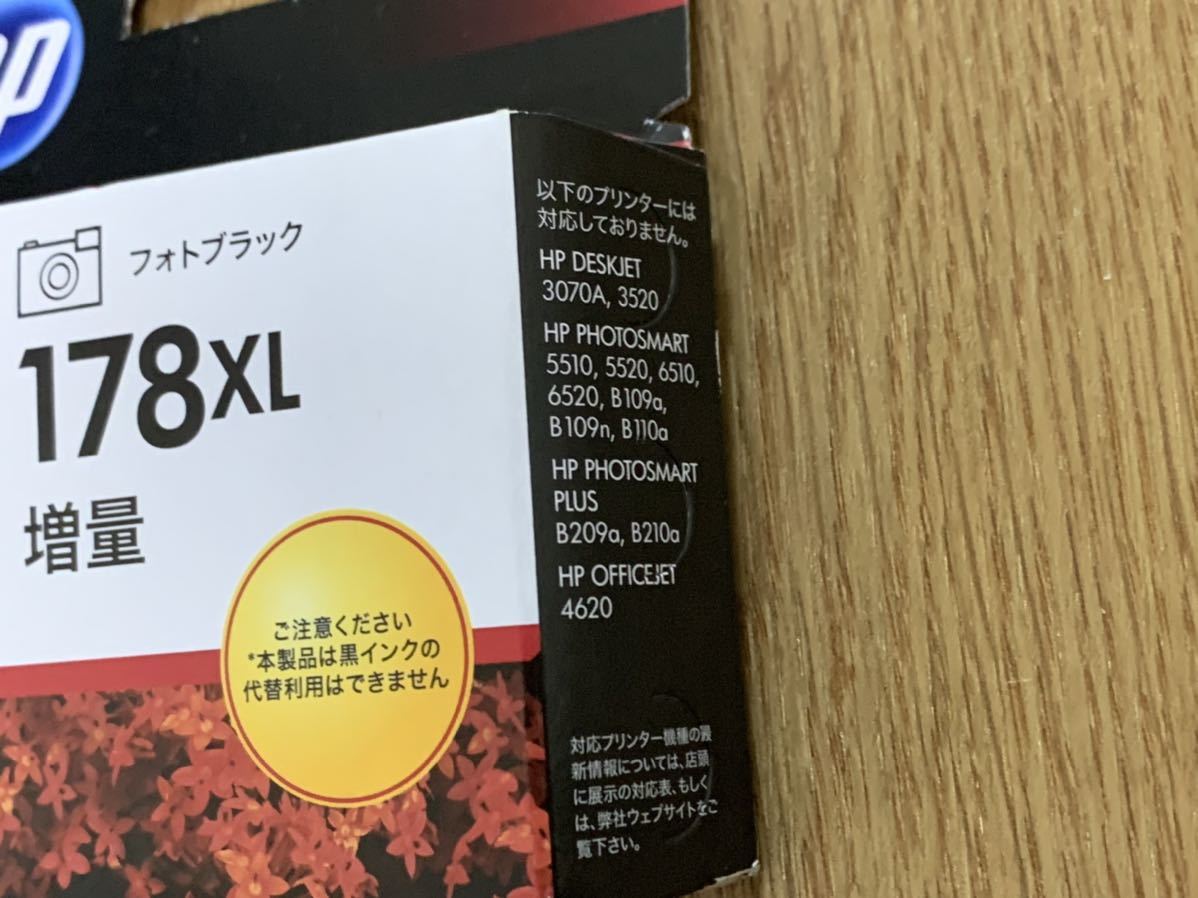 hp
フォトブラック
178XL
増量
ご注意ください
*本製品は黒インクの
代替利用はできません
以下のプリンターには
対応しておりません。
HP DESKJET
3070A, 3520
HP PHOTOSMART
5510, 5520, 6510,
6520, B109a,
B109n, B110a
HP PHOTOSMART
PLUS
B209a, B210a
HP OFFICEJET
4620
対応プリンター機種の最
新情報については、店頭
に展示の対応表、もしく
は、弊社ウェブサイトをご
覧下さい。